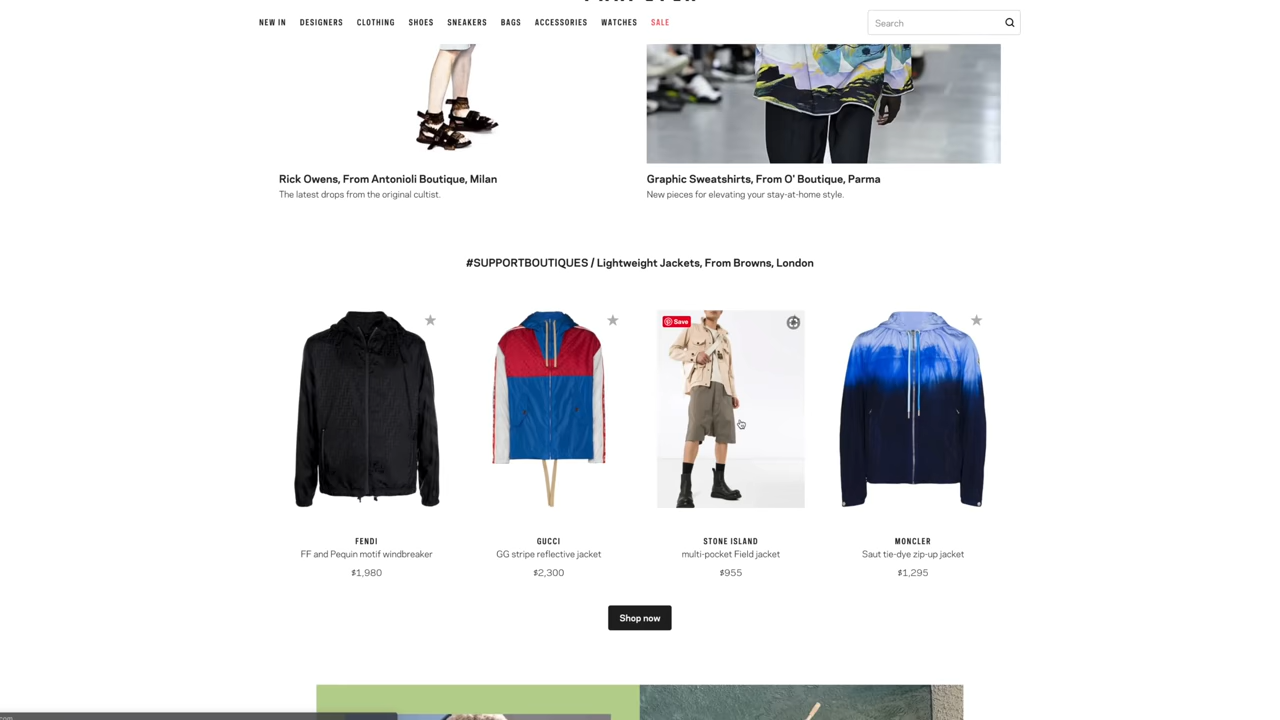 NEW IN DESIGNERS CLOTHING SHOES SNEAKERS BAGS ACCESSORIES WATCHES SALE Search
Rick Owens, From Antonioli Boutique, Milan
The latest drops from the original cultist.
Graphic Sweatshirts, From O' Boutique, Parma
New pieces for elevating your stay-at-home style.
#SUPPORTBOUTIQUES / Lightweight Jackets, From Browns, London
Save
FENDI
FF and Pequin motif windbreaker
$1,980
GUCCI
GG stripe reflective jacket
$2,300
STONE ISLAND
multi-pocket Field jacket
$955
MONCLER
Saut tie-dye zip-up jacket
$1,295
Shop now